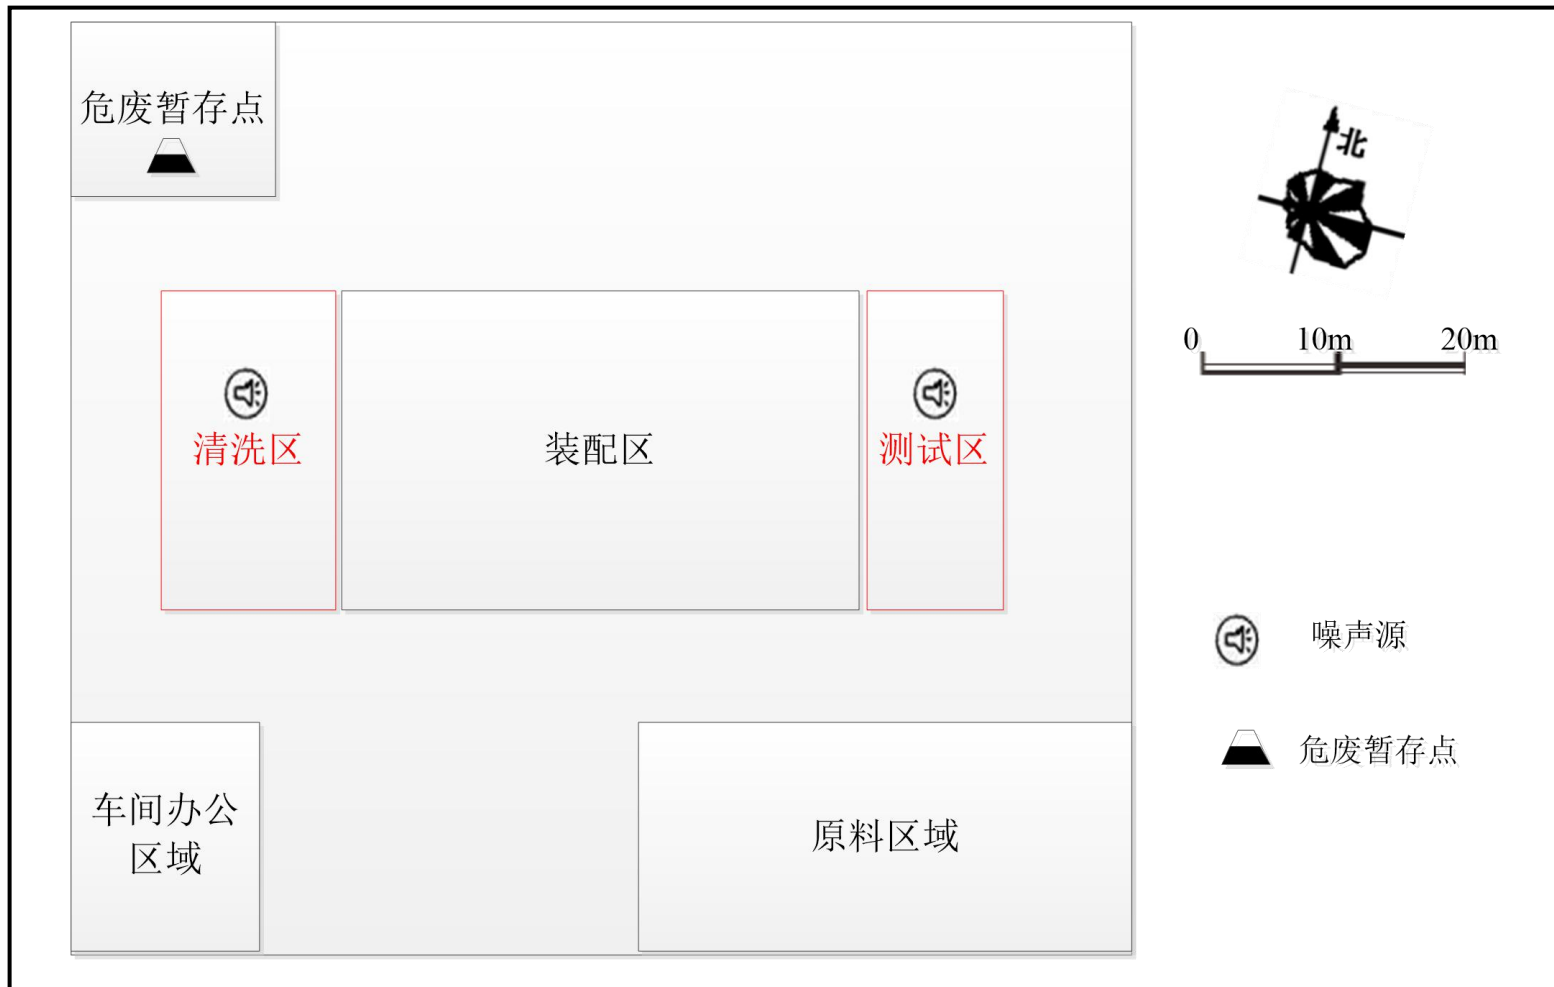 危废暂存点
北
0 10m 20m
清洗区
装配区
测试区
噪声源
危废暂存点
车间办公
区域
原料区域